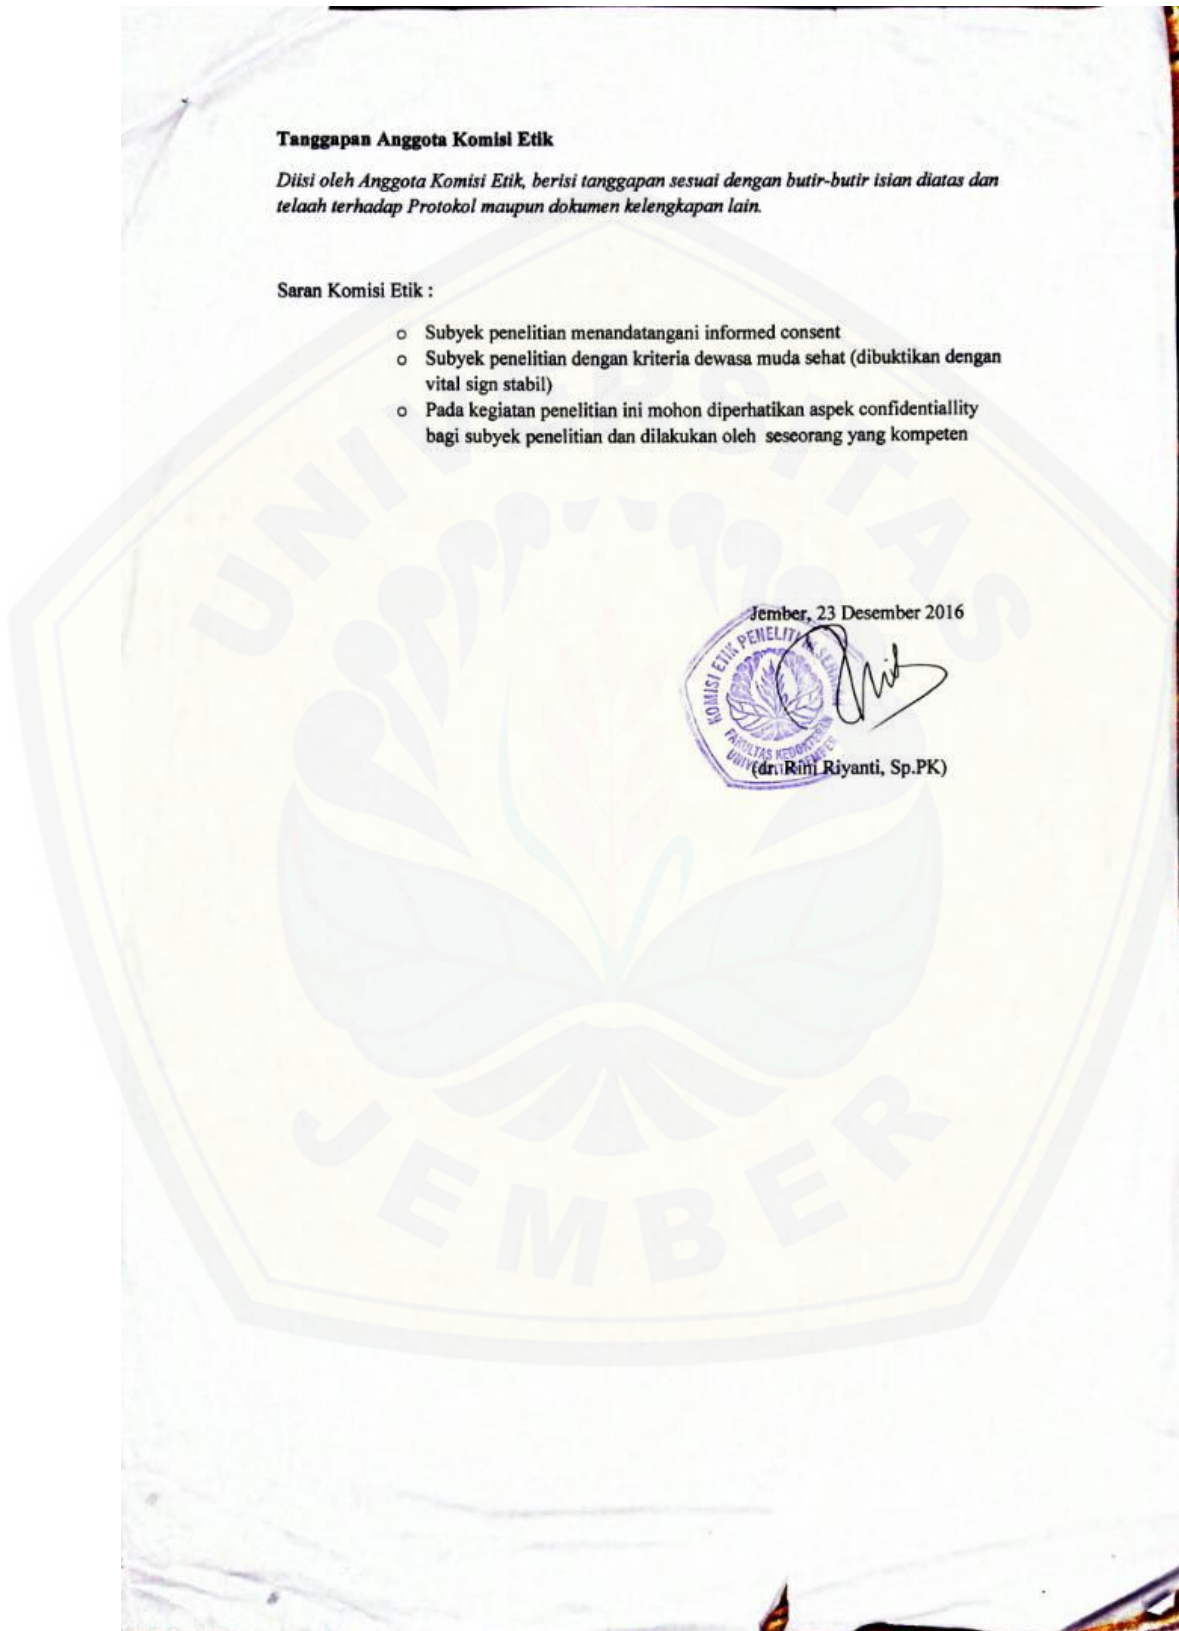 Tanggapan Anggota Komisi Etik
Diisi oleh Anggota Komisi Etik, berisi tanggapan sesuai dengan butir-butir isian diatas dan
telaah terhadap Protokol maupun dokumen kelengkapan lain.
Saran Komisi Etik :
o Subyek penelitian menandatangani informed consent
o Subyek penelitian dengan kriteria dewasa muda sehat (dibuktikan dengan
vital sign stabil)
o Pada kegiatan penelitian ini mohon diperhatikan aspek confidentiallity
bagi subyek penelitian dan dilakukan oleh seseorang yang kompeten
Jember, 23 Desember 2016
KOMISI ETIK
FAKULTAS KEDOKTERAN
(dr. Rini Riyanti, Sp.PK)
UNIVERSITAS
JEMBER